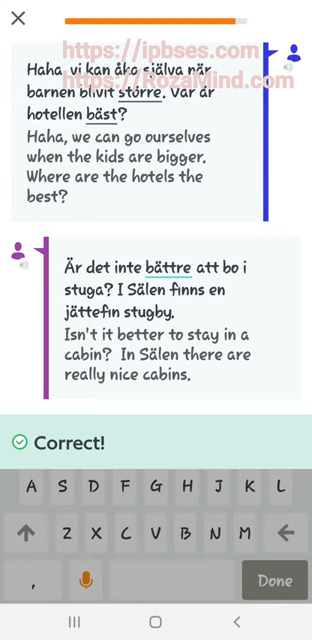 https://ipbses.com
https://RozaMind.com
Haha, vi kan åka själva när
barnen blivit större. Var är
hotellen bäst?
Haha, we can go ourselves
when the kids are bigger.
Where are the hotels the
best?
Är det inte bättre att bo i
stuga? I Sälen finns en
jättefin stugby.
Isn't it better to stay in a
cabin? In Sälen there are
really nice cabins.
Correct!
A S D F G H J K L
Z X C V B N M
, Done